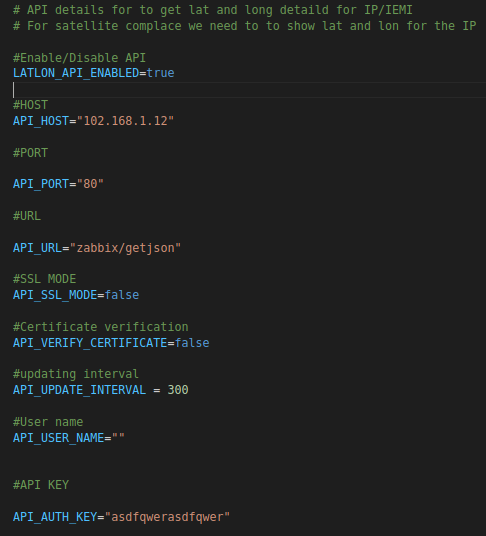 # API details for to get lat and long detaild for IP/IEMI
# For satellite complace we need to to show lat and lon for the IP
#Enable/Disable API
LATLON_API_ENABLED=true
#HOST
API_HOST="102.168.1.12"
#PORT
API_PORT="80"
#URL
API_URL="zabbix/getjson"
#SSL MODE
API_SSL_MODE=false
#Certificate verification
API_VERIFY_CERTIFICATE=false
#updating interval
API_UPDATE_INTERVAL = 300
#User name
API_USER_NAME=""
#API KEY
API_AUTH_KEY="asdfqwerasdfqwer"